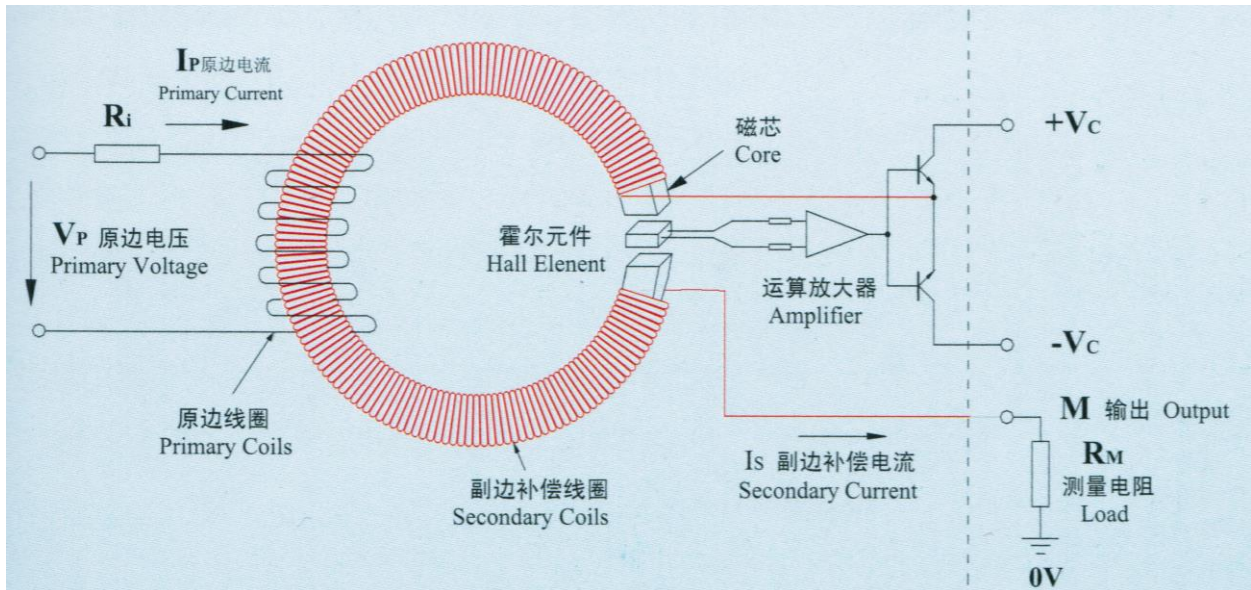 IP原边电流
Primary Current
Ri
VP 原边电压
Primary Voltage
原边线圈
Primary Coils
副边补偿线圈
Secondary Coils
磁芯
Core
霍尔元件
Hall Elenent
运算放大器
Amplifier
+VC
-VC
M 输出 Output
IS 副边补偿电流
Secondary Current
RM
测量电阻
Load
0V